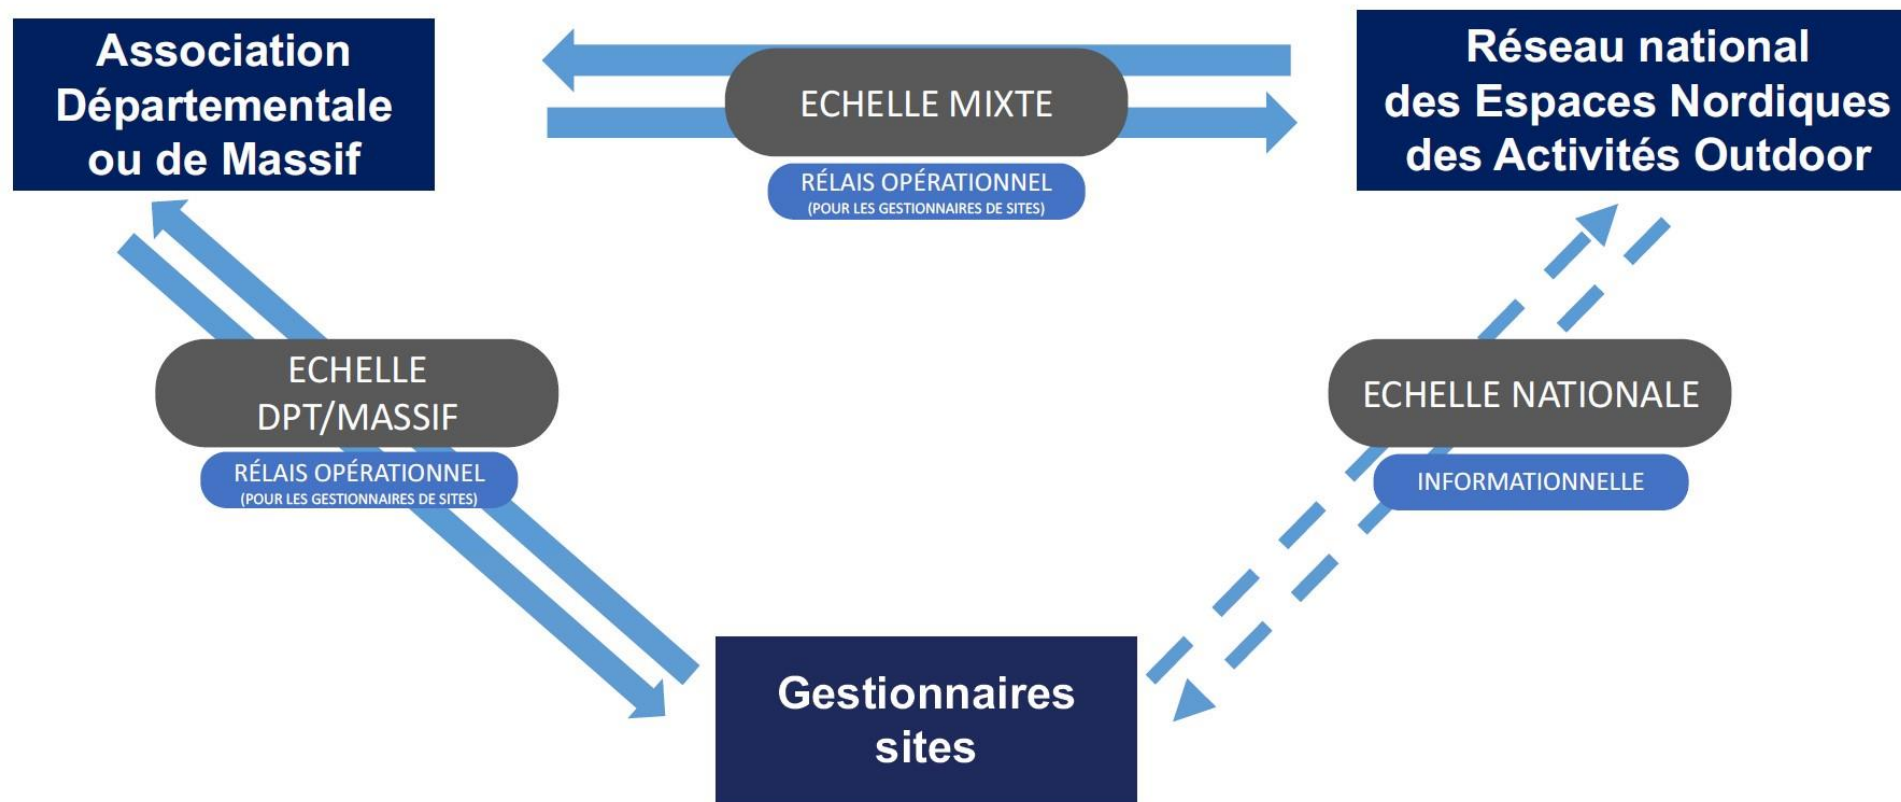 Association
Départementale
ou de Massif
ECHELLE MIXTE
RÉLAIS OPÉRATIONNEL
(POUR LES GESTIONNAIRES DE SITES)
Réseau national
des Espaces Nordiques
des Activités Outdoor
ECHELLE
DPT/MASSIF
RÉLAIS OPÉRATIONNEL
(POUR LES GESTIONNAIRES DE SITES)
ECHELLE NATIONALE
INFORMATIONNELLE
Gestionnaires
sites